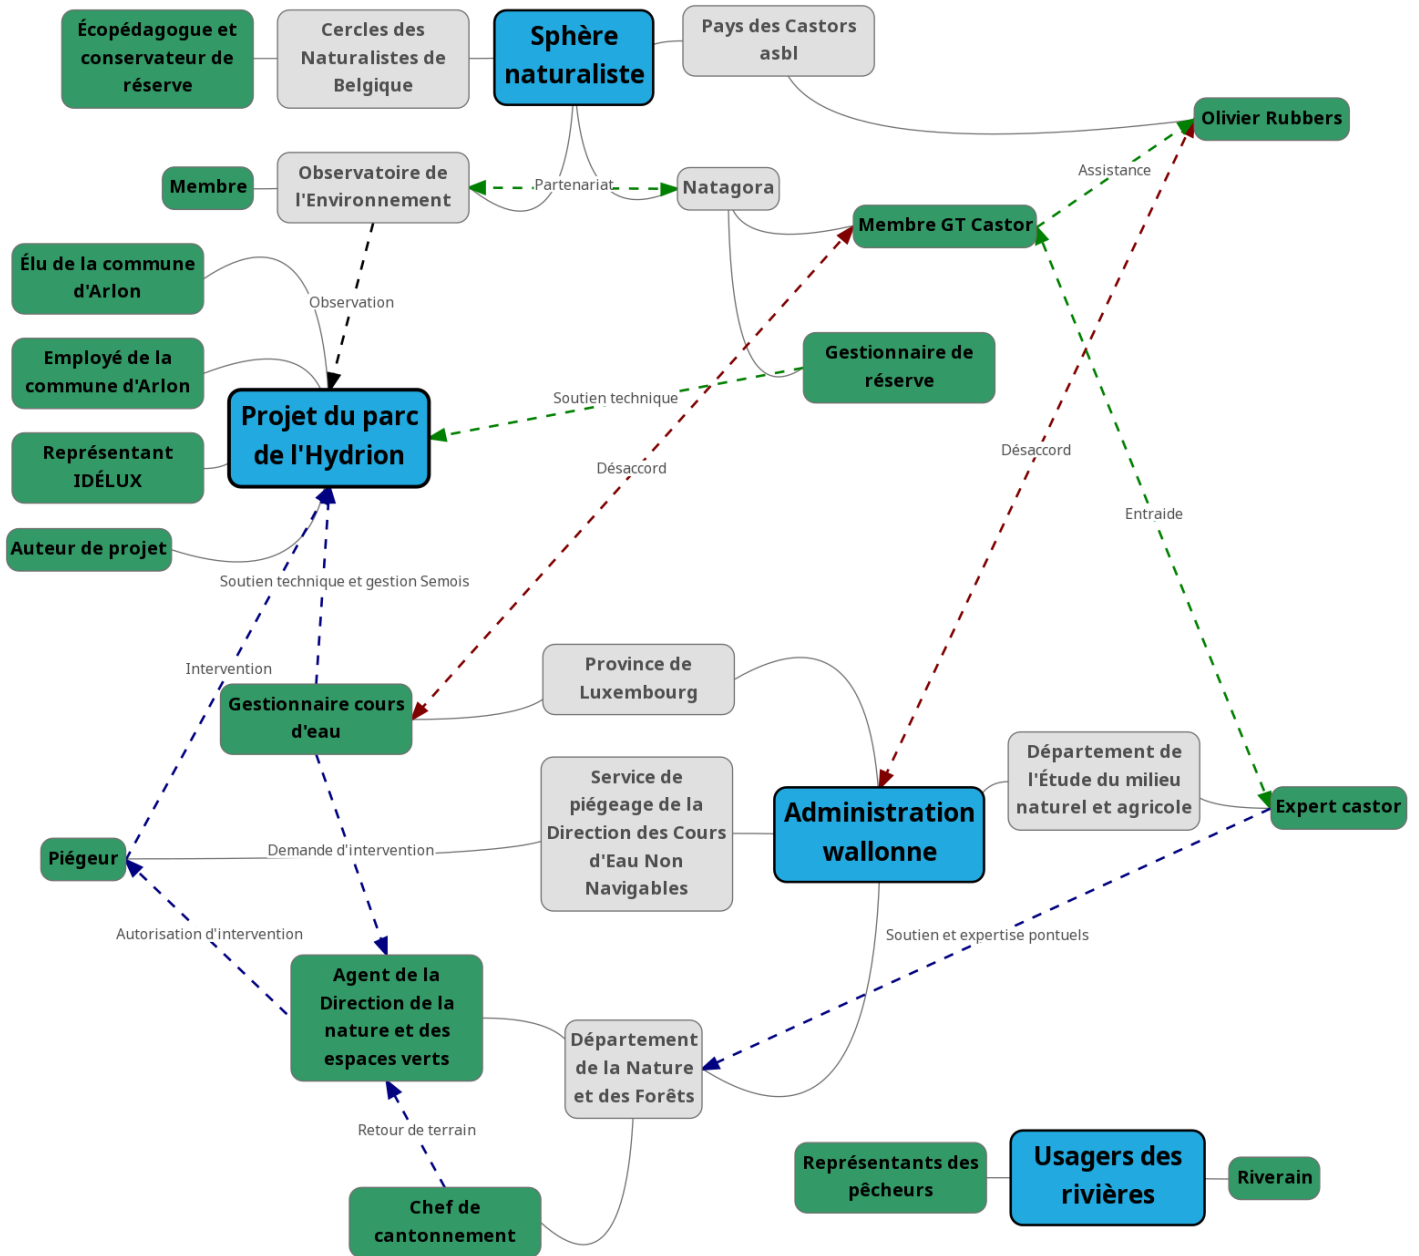 Écopédagogue et
conservateur de
réserve
Cercles des
Naturalistes de
Belgique
Sphère
naturaliste
Pays des Castors
asbl
Olivier Rubbers
Assistance
Membre
Observatoire de
l'Environnement
Partenariat
Natagora
Membre GT Castor
Élu de la commune
d'Arlon
Observation
Employé de la
commune d'Arlon
Gestionnaire de
réserve
Projet du parc
de l'Hydrion
Soutien technique
Représentant
IDÉLUX
Désaccord
Désaccord
Entraide
Auteur de projet
Soutien technique et gestion Semois
Intervention
Gestionnaire cours
d'eau
Province de
Luxembourg
Service de
piégeage de la
Direction des Cours
d'Eau Non
Navigables
Administration
wallonne
Département de
l'Étude du milieu
naturel et agricole
Expert castor
Piégeur
Demande d'intervention
Autorisation d'intervention
Soutien et expertise pontuels
Agent de la
Direction de la
nature et des
espaces verts
Département
de la Nature
et des Forêts
Retour de terrain
Chef de
cantonnement
Représentants des
pêcheurs
Usagers des
rivières
Riverain